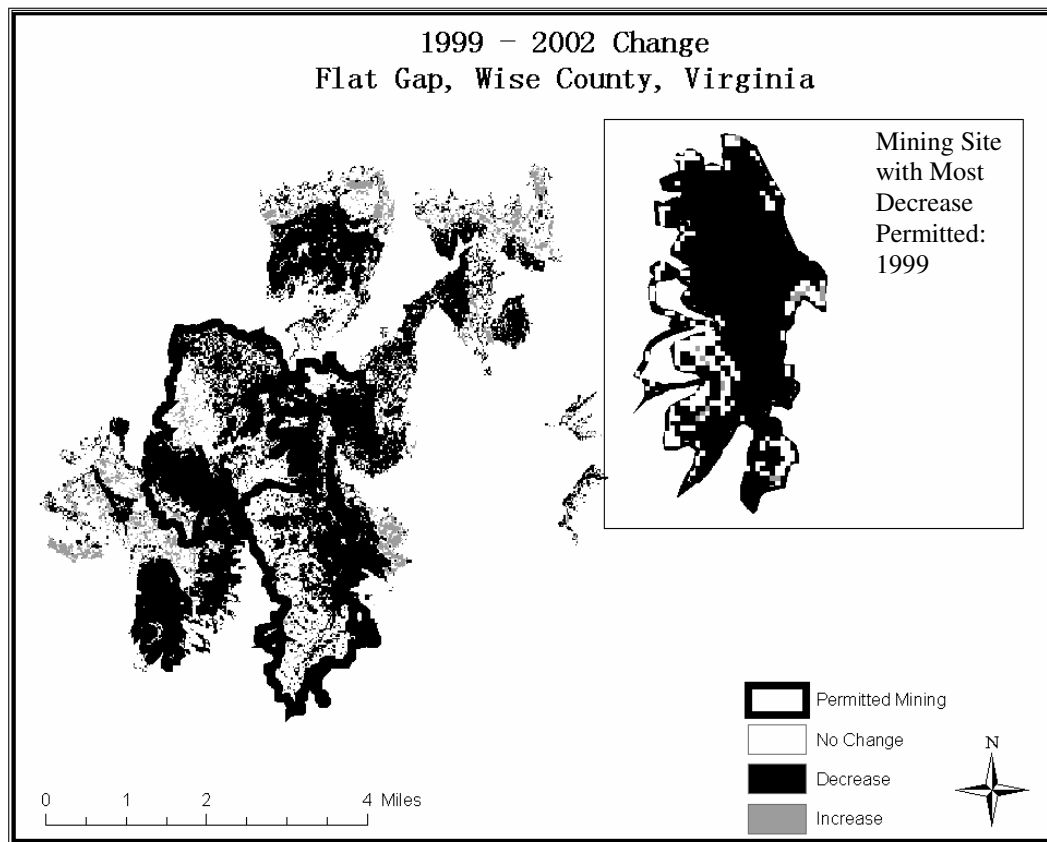 1999 - 2002 Change
Flat Gap, Wise County, Virginia
Mining Site
with Most
Decrease
Permitted:
1999
Permitted Mining
No Change
Decrease
Increase
N
0 1 2 4 Miles